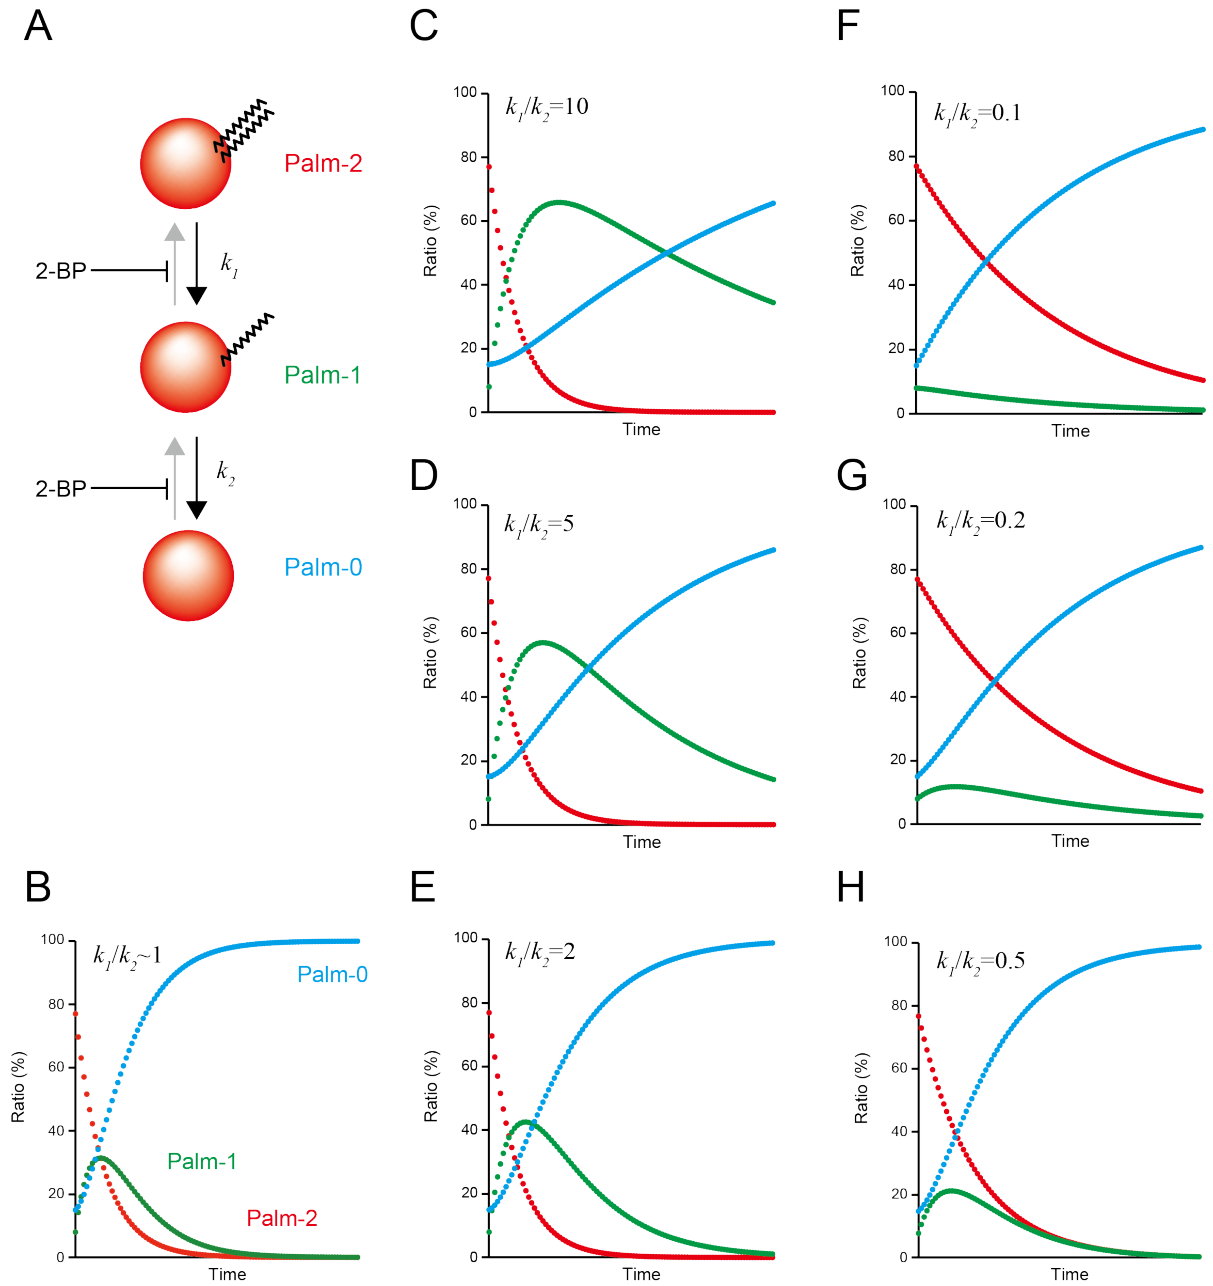 A
Palm-2
2-BP
k1
Palm-1
2-BP
k2
Palm-0
B
100
80
60
40
20
0
Ratio (%)
k1/k2~1
Palm-0
Palm-1
Palm-2
Time
C
100
80
60
40
20
0
Ratio (%)
k1/k2=10
Time
D
100
80
60
40
20
0
Ratio (%)
k1/k2=5
Time
E
100
80
60
40
20
0
Ratio (%)
k1/k2=2
Time
F
100
80
60
40
20
0
Ratio (%)
k1/k2=0.1
Time
G
100
80
60
40
20
0
Ratio (%)
k1/k2=0.2
Time
H
100
80
60
40
20
0
Ratio (%)
k1/k2=0.5
Time